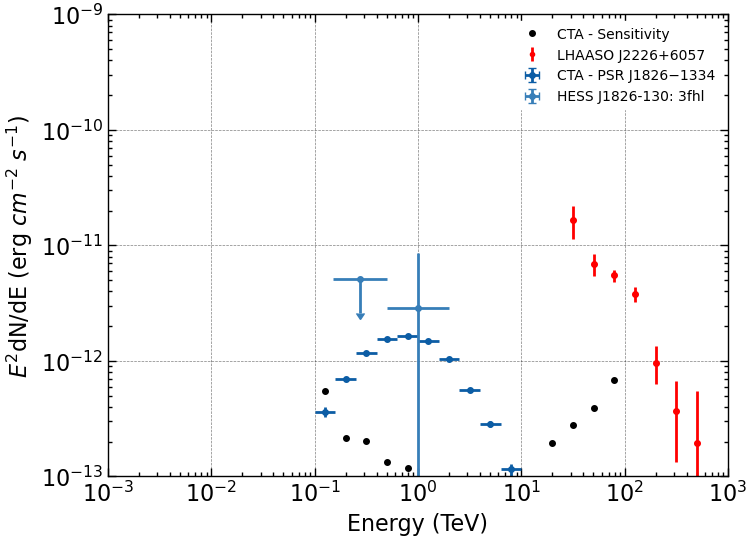 10⁻⁹
10⁻¹⁰
10⁻¹¹
10⁻¹²
10⁻¹³
E²dN/dE (erg cm⁻² s⁻¹)
CTA - Sensitivity
LHAASO J2226+6057
CTA - PSR J1826−1334
HESS J1826-130: 3fhl
10⁻³ 10⁻² 10⁻¹ 10⁰ 10¹ 10² 10³
Energy (TeV)